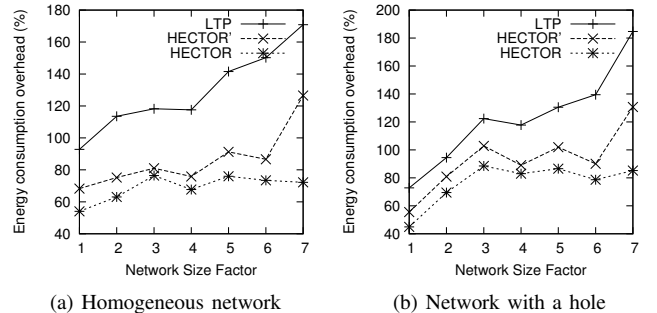 Energy consumption overhead (%)
180
160
140
120
100
80
60
40
1 2 3 4 5 6 7
Network Size Factor
LTP
HECTOR'
HECTOR
(a) Homogeneous network
Energy consumption overhead (%)
200
180
160
140
120
100
80
60
40
1 2 3 4 5 6 7
Network Size Factor
LTP
HECTOR'
HECTOR
(b) Network with a hole